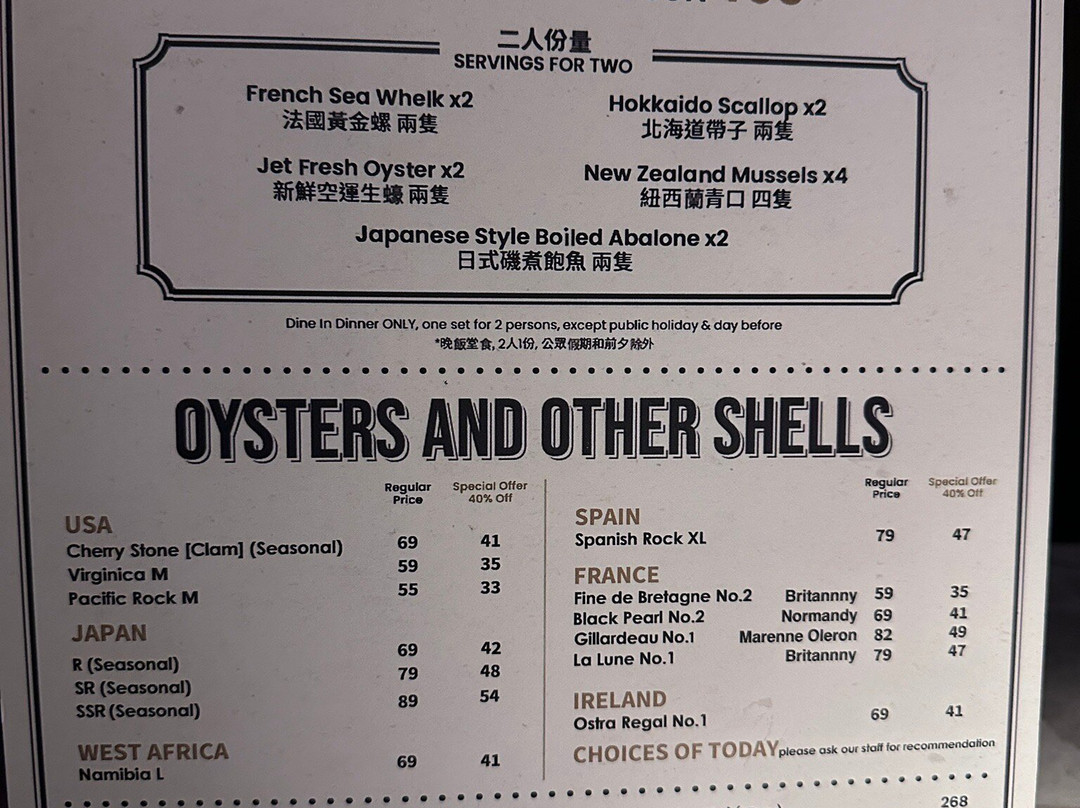 二人份量
SERVINGS FOR TWO
French Sea Whelk x2
法國黃金螺 兩隻
Hokkaido Scallop x2
北海道帶子 兩隻
Jet Fresh Oyster x2
新鮮空運生蠔 兩隻
New Zealand Mussels x4
紐西蘭青口 四隻
Japanese Style Boiled Abalone x2
日式磯煮鮑魚 兩隻
Dine In Dinner ONLY, one set for 2 persons, except public holiday & day before
*晚飯堂食, 2人1份, 公眾假期和前夕除外
OYSTERS AND OTHER SHELLS
Regular Price Special Offer 40% Off
USA
Cherry Stone [Clam] (Seasonal) 69 41
Virginica M 59 35
Pacific Rock M 55 33
JAPAN
R (Seasonal) 69 42
SR (Seasonal) 79 48
SSR (Seasonal) 89 54
WEST AFRICA
Namibia L 69 41
Regular Price Special Offer 40% Off
SPAIN
Spanish Rock XL 79 47
FRANCE
Fine de Bretagne No.2 Britannny 59 35
Black Pearl No.2 Normandy 69 41
Gillardeau No.1 Marenne Oleron 82 49
La Lune No.1 Britannny 79 47
IRELAND
Ostra Regal No.1 69 41
CHOICES OF TODAY please ask our staff for recommendation
268